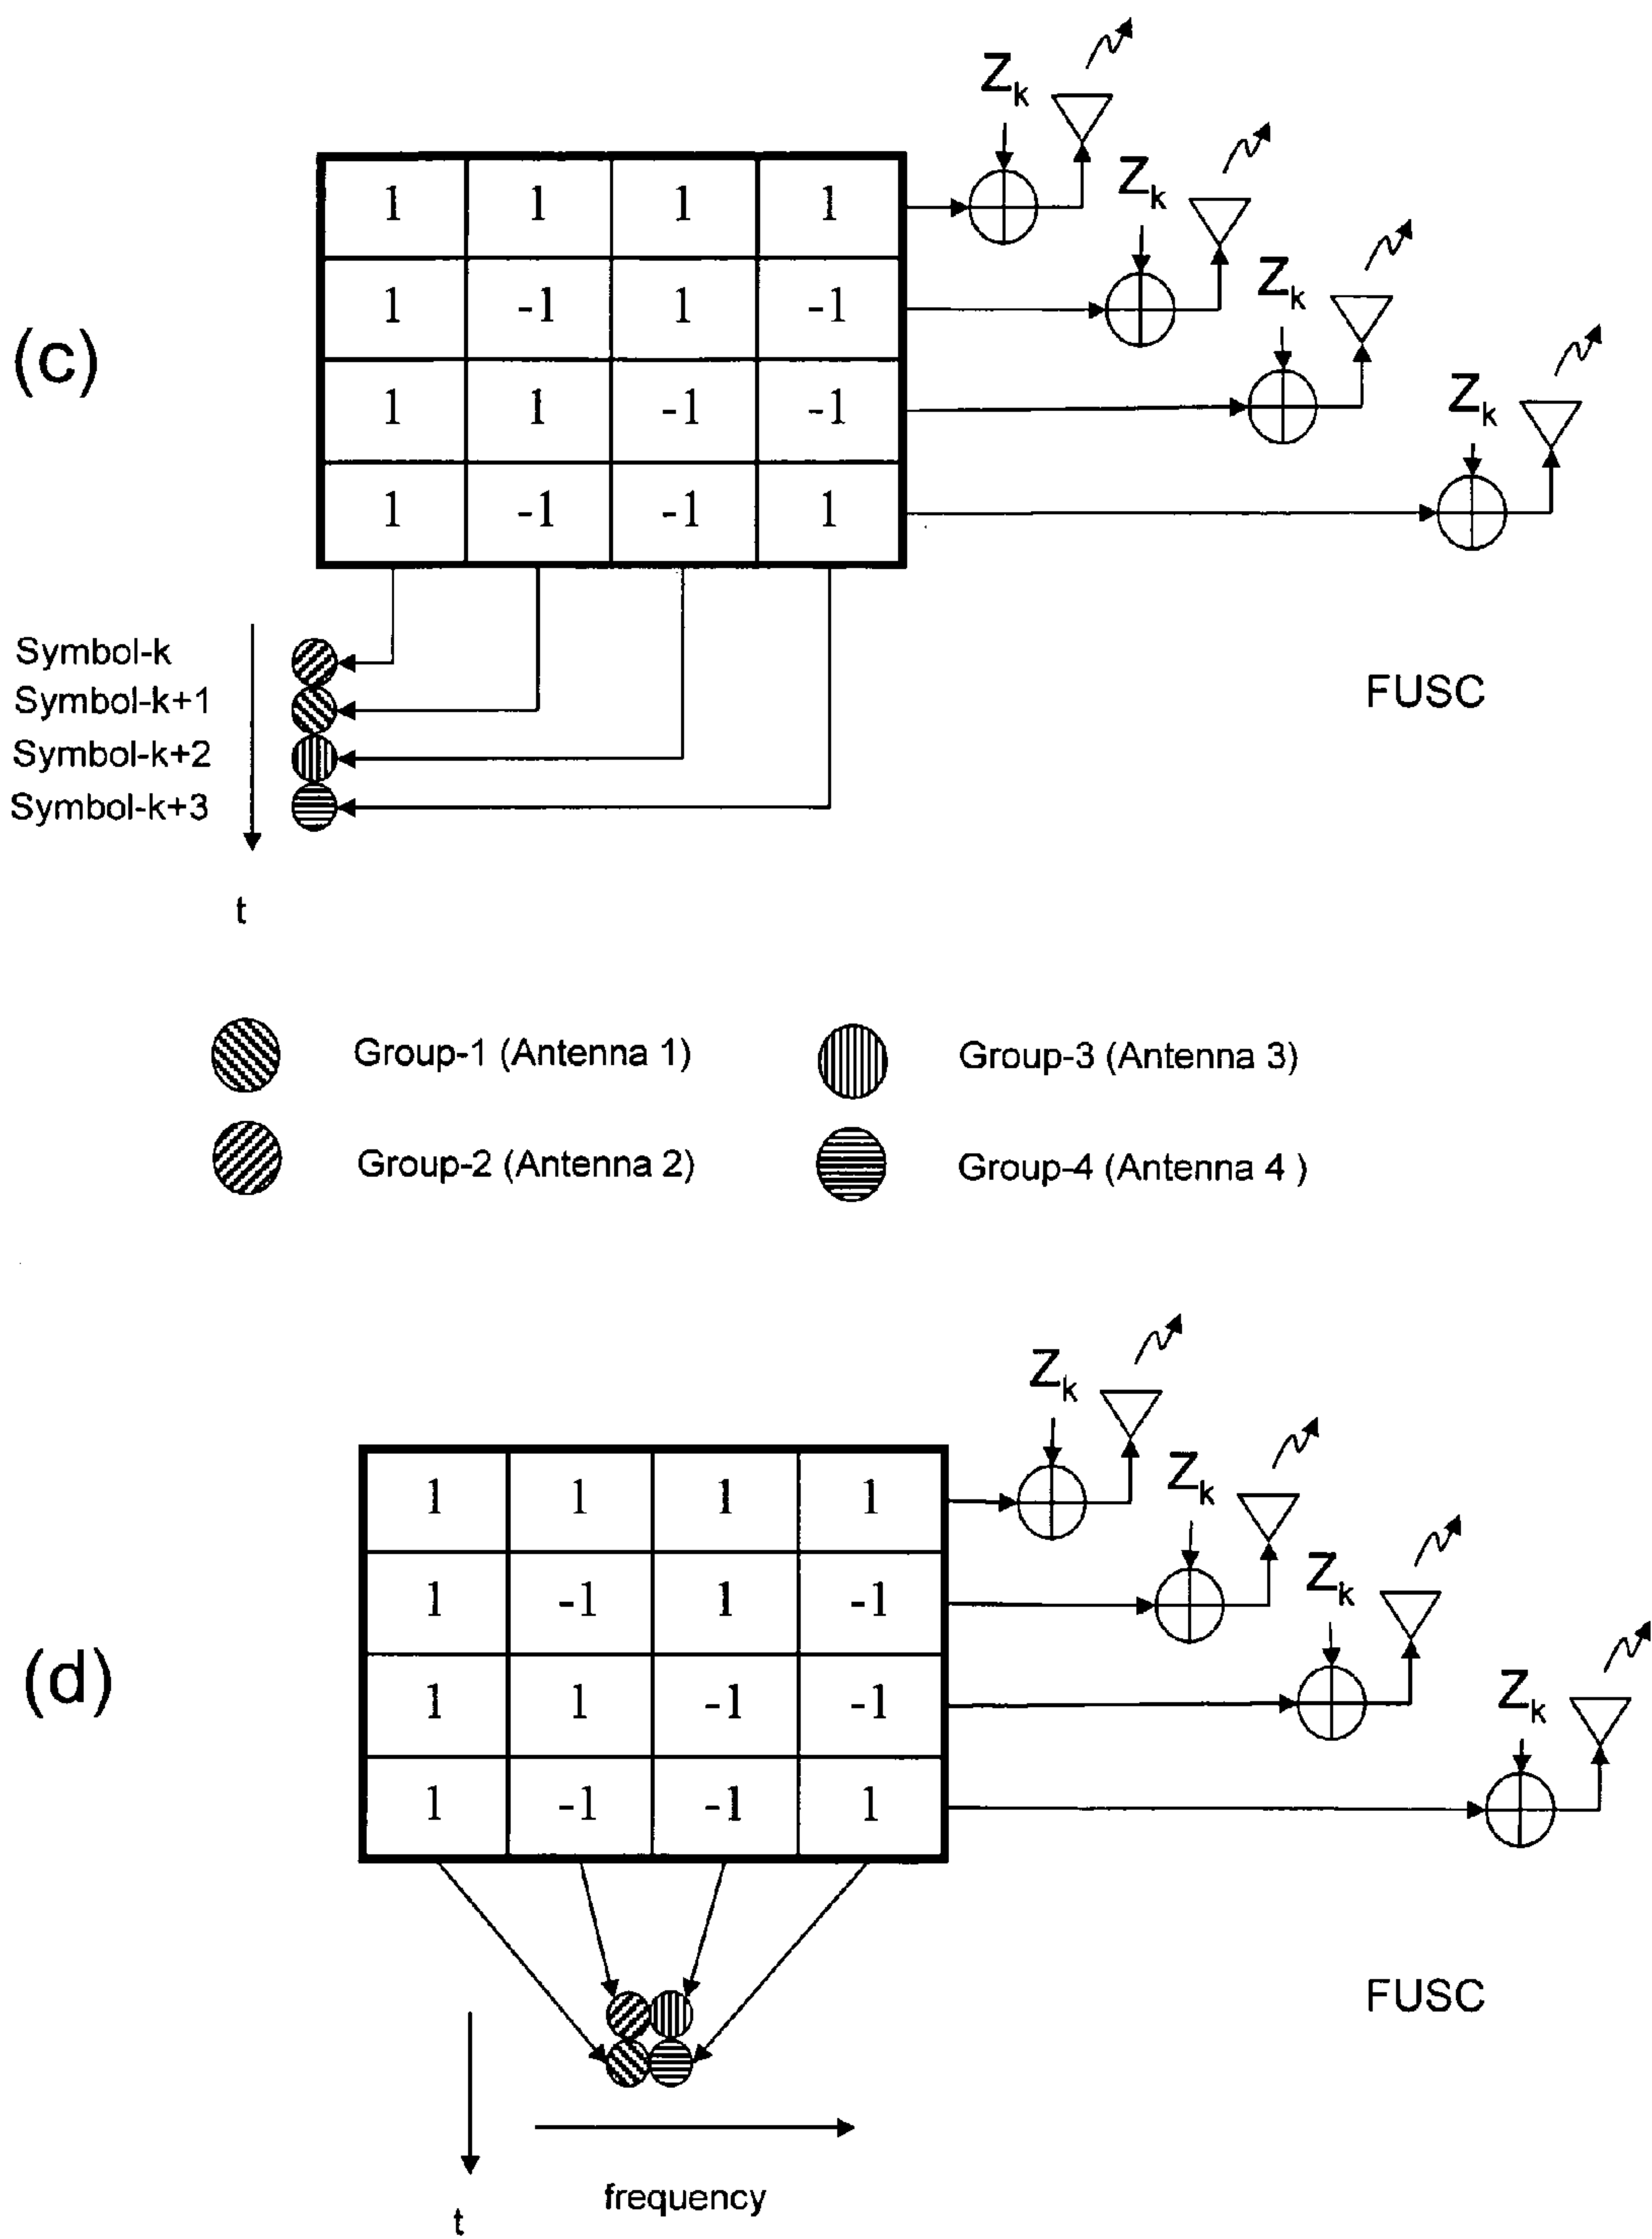 (c)
Zk
Zk
Zk
Zk
1 1 1 1
1 -1 1 -1
1 1 -1 -1
1 -1 -1 1
Symbol-k
Symbol-k+1
Symbol-k+2
Symbol-k+3
t
FUSC
Group-1 (Antenna 1)
Group-3 (Antenna 3)
Group-2 (Antenna 2)
Group-4 (Antenna 4 )
(d)
Zk
Zk
Zk
Zk
1 1 1 1
1 -1 1 -1
1 1 -1 -1
1 -1 -1 1
FUSC
frequency
t